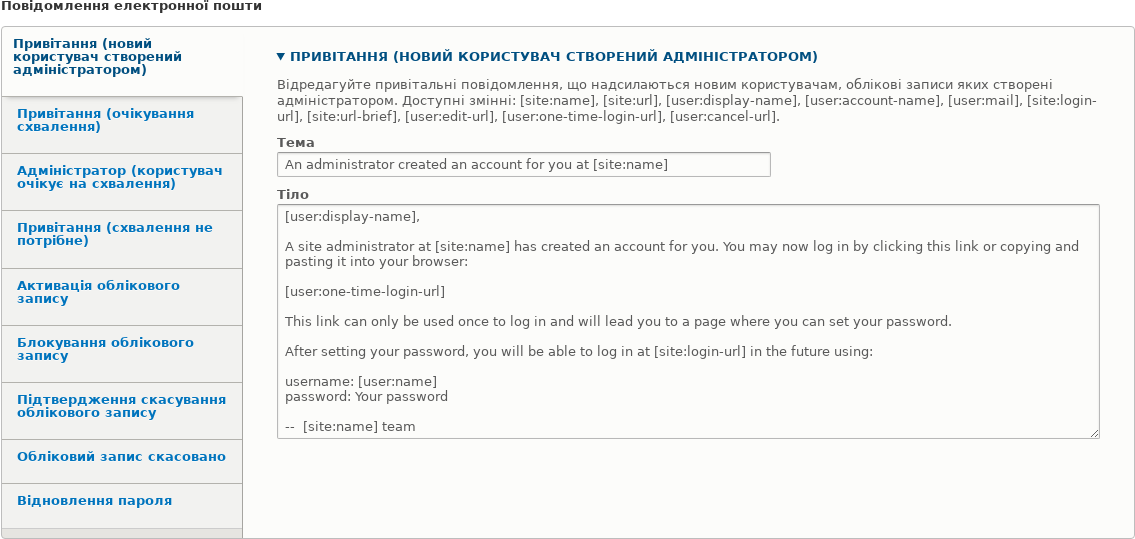 Повідомлення електронної пошти
Привітання (новий
користувач створений
адміністратором)
Привітання (очікування
схвалення)
Адміністратор (користувач
очікує на схвалення)
Привітання (схвалення не
потрібне)
Активація облікового
запису
Блокування облікового
запису
Підтвердження скасування
облікового запису
Обліковий запис скасовано
Відновлення пароля
ПРИВІТАННЯ (НОВИЙ КОРИСТУВАЧ СТВОРЕНИЙ АДМІНІСТРАТОРОМ)
Відредагуйте привітальні повідомлення, що надсилаються новим користувачам, облікові записи яких створені
адміністратором. Доступні змінні: [site:name], [site:url], [user:display-name], [user:account-name], [user:mail], [site:login-
url], [site:url-brief], [user:edit-url], [user:one-time-login-url], [user:cancel-url].
Тема
An administrator created an account for you at [site:name]
Тіло
[user:display-name],
A site administrator at [site:name] has created an account for you. You may now log in by clicking this link or copying and
pasting it into your browser:
[user:one-time-login-url]
This link can only be used once to log in and will lead you to a page where you can set your password.
After setting your password, you will be able to log in at [site:login-url] in the future using:
username: [user:name]
password: Your password
--  [site:name] team